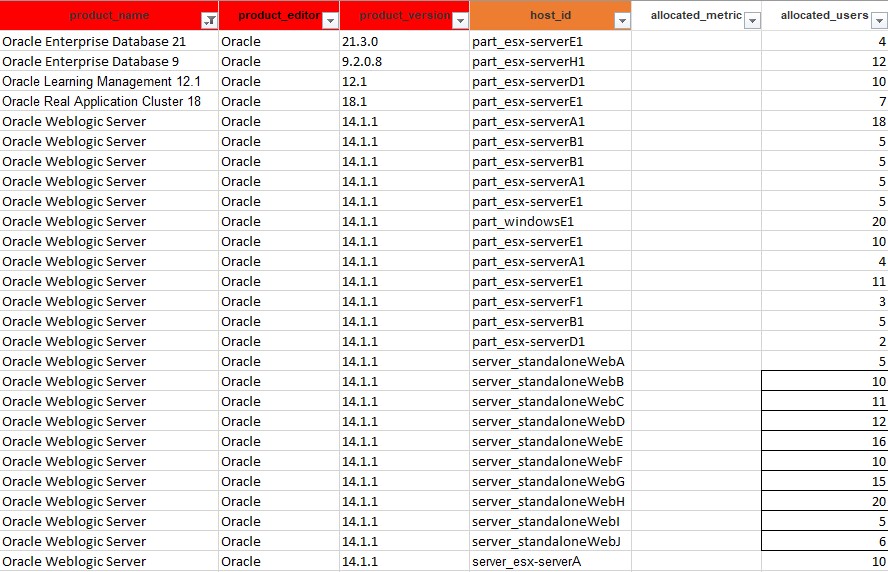 product_name product_editor product_version host_id allocated_metric allocated_users
Oracle Enterprise Database 21 Oracle 21.3.0 part_esx-serverE1 4
Oracle Enterprise Database 9 Oracle 9.2.0.8 part_esx-serverH1 12
Oracle Learning Management 12.1 Oracle 12.1 part_esx-serverD1 10
Oracle Real Application Cluster 18 Oracle 18.1 part_esx-serverE1 7
Oracle Weblogic Server Oracle 14.1.1 part_esx-serverA1 18
Oracle Weblogic Server Oracle 14.1.1 part_esx-serverB1 5
Oracle Weblogic Server Oracle 14.1.1 part_esx-serverB1 5
Oracle Weblogic Server Oracle 14.1.1 part_esx-serverA1 5
Oracle Weblogic Server Oracle 14.1.1 part_esx-serverE1 5
Oracle Weblogic Server Oracle 14.1.1 part_windowsE1 20
Oracle Weblogic Server Oracle 14.1.1 part_esx-serverE1 10
Oracle Weblogic Server Oracle 14.1.1 part_esx-serverA1 4
Oracle Weblogic Server Oracle 14.1.1 part_esx-serverE1 11
Oracle Weblogic Server Oracle 14.1.1 part_esx-serverF1 3
Oracle Weblogic Server Oracle 14.1.1 part_esx-serverB1 5
Oracle Weblogic Server Oracle 14.1.1 part_esx-serverD1 2
Oracle Weblogic Server Oracle 14.1.1 server_standaloneWebA 5
Oracle Weblogic Server Oracle 14.1.1 server_standaloneWebB 10
Oracle Weblogic Server Oracle 14.1.1 server_standaloneWebC 11
Oracle Weblogic Server Oracle 14.1.1 server_standaloneWebD 12
Oracle Weblogic Server Oracle 14.1.1 server_standaloneWebE 16
Oracle Weblogic Server Oracle 14.1.1 server_standaloneWebF 10
Oracle Weblogic Server Oracle 14.1.1 server_standaloneWebG 15
Oracle Weblogic Server Oracle 14.1.1 server_standaloneWebH 20
Oracle Weblogic Server Oracle 14.1.1 server_standaloneWebI 5
Oracle Weblogic Server Oracle 14.1.1 server_standaloneWebJ 6
Oracle Weblogic Server Oracle 14.1.1 server_esx-serverA 10